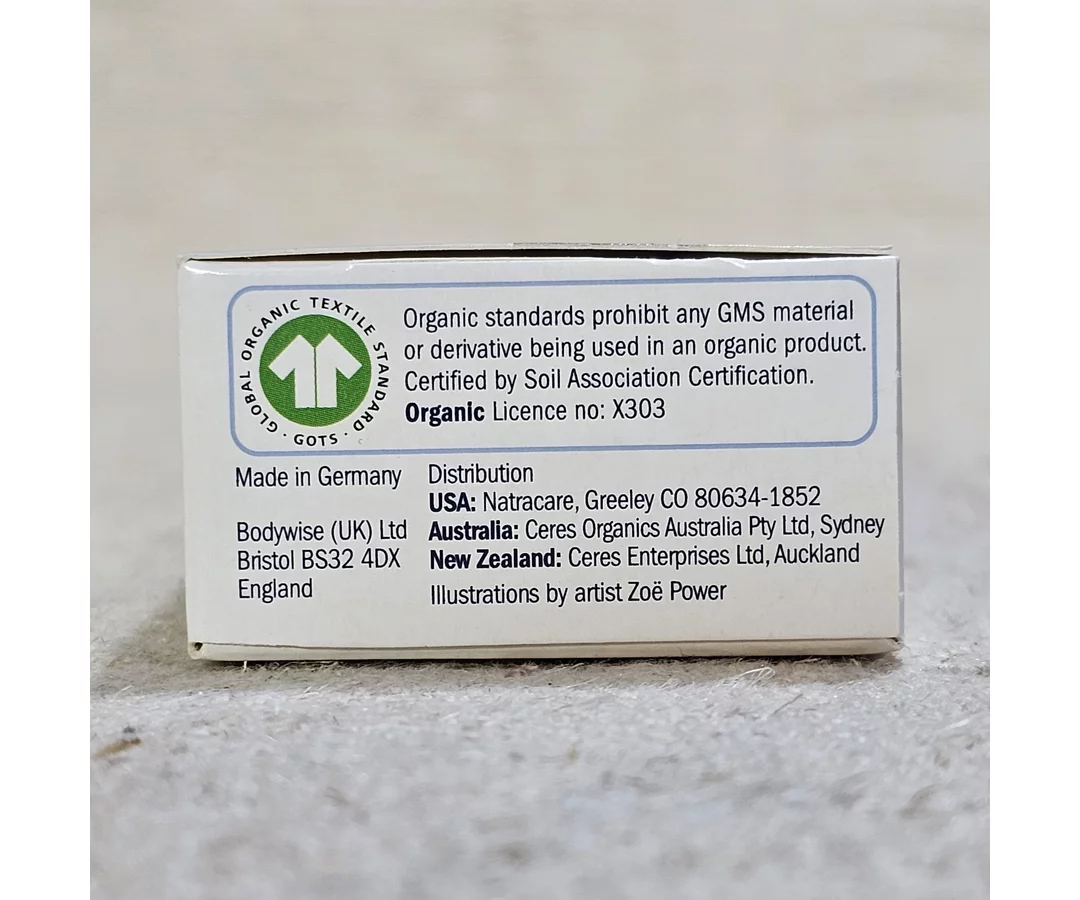 GLOBAL ORGANIC TEXTILE STANDARD
· GOTS ·
Organic standards prohibit any GMS material
or derivative being used in an organic product.
Certified by Soil Association Certification.
Organic Licence no: X303
Made in Germany
Bodywise (UK) Ltd
Bristol BS32 4DX
England
Distribution
USA: Natracare, Greeley CO 80634-1852
Australia: Ceres Organics Australia Pty Ltd, Sydney
New Zealand: Ceres Enterprises Ltd, Auckland
Illustrations by artist Zoë Power